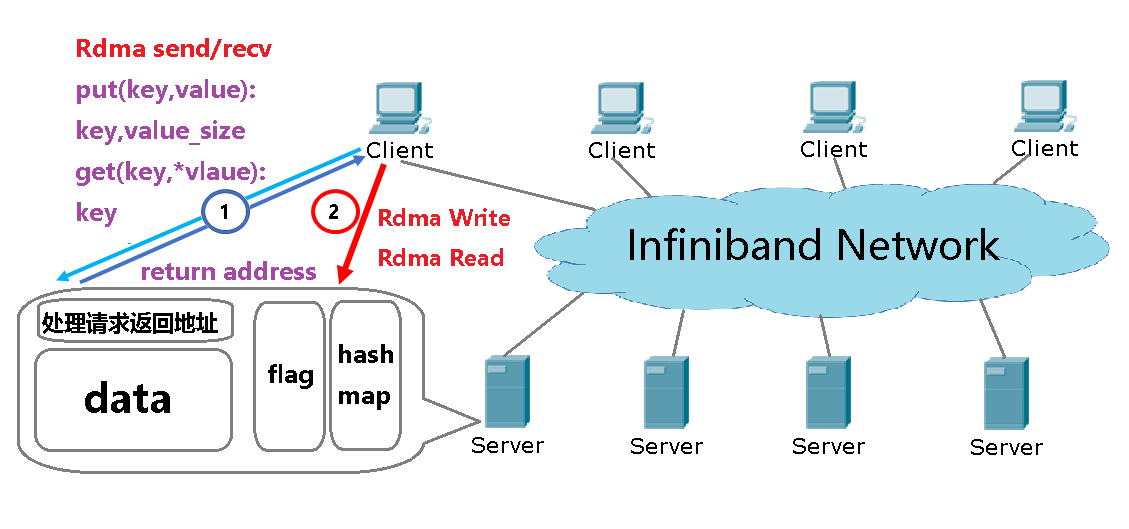 Rdma send/recv
put(key,value):
key,value_size
get(key,*vlaue):
key
1
2
Rdma Write
Rdma Read
return address
Client
Client
Client
Client
Infiniband Network
处理请求返回地址
data
flag
hash
map
Server
Server
Server
Server